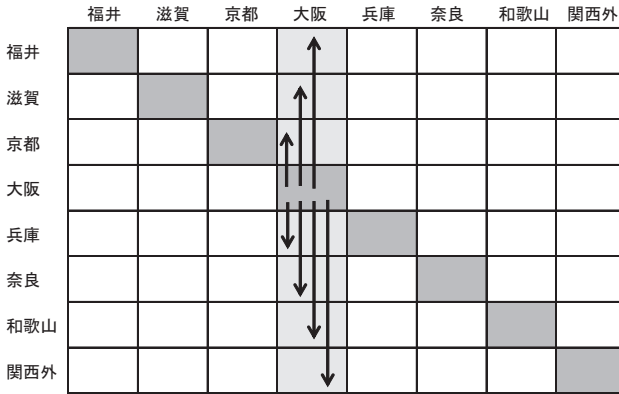 福井 滋賀 京都 大阪 兵庫 奈良 和歌山 関西外
福井
滋賀
京都
大阪
兵庫
奈良
和歌山
関西外